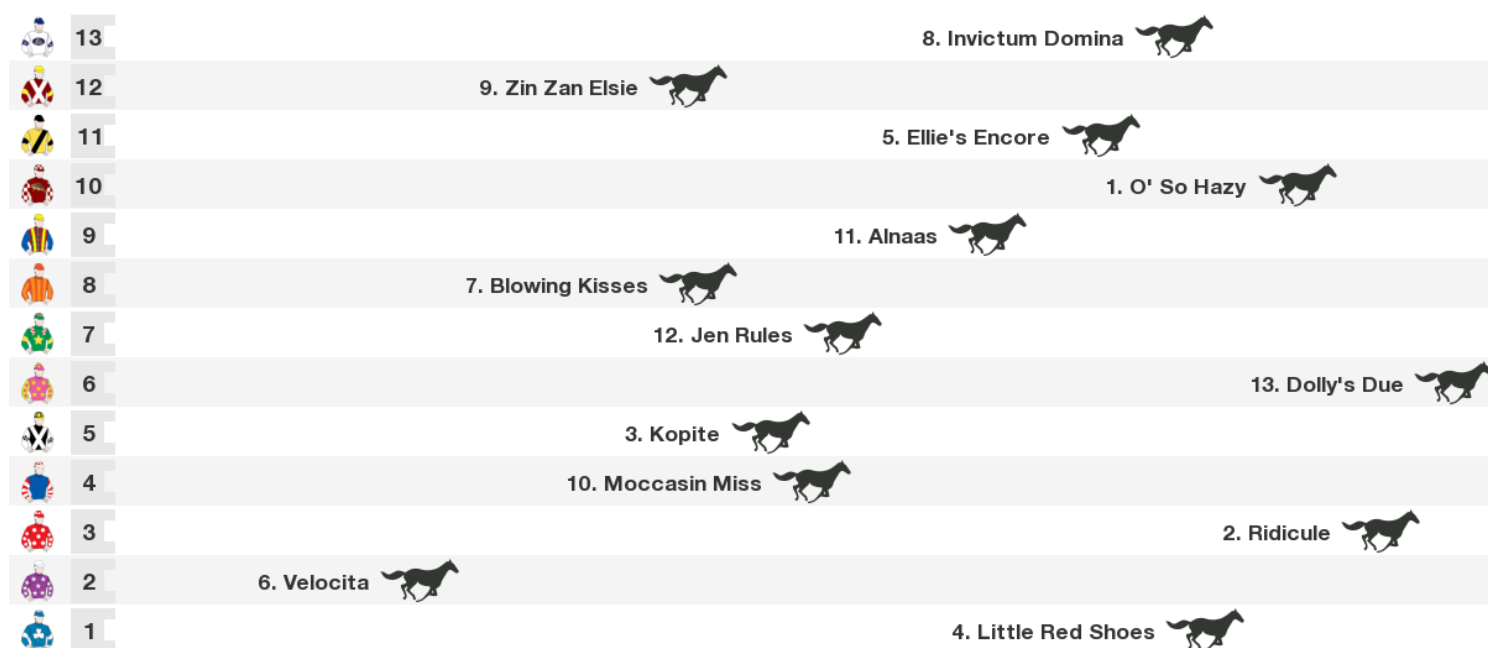 13 8. Invictum Domina
12 9. Zin Zan Elsie
11 5. Ellie's Encore
10 1. O' So Hazy
9 11. Alnaas
8 7. Blowing Kisses
7 12. Jen Rules
6 13. Dolly's Due
5 3. Kopite
4 10. Moccasin Miss
3 2. Ridicule
2 6. Velocita
1 4. Little Red Shoes